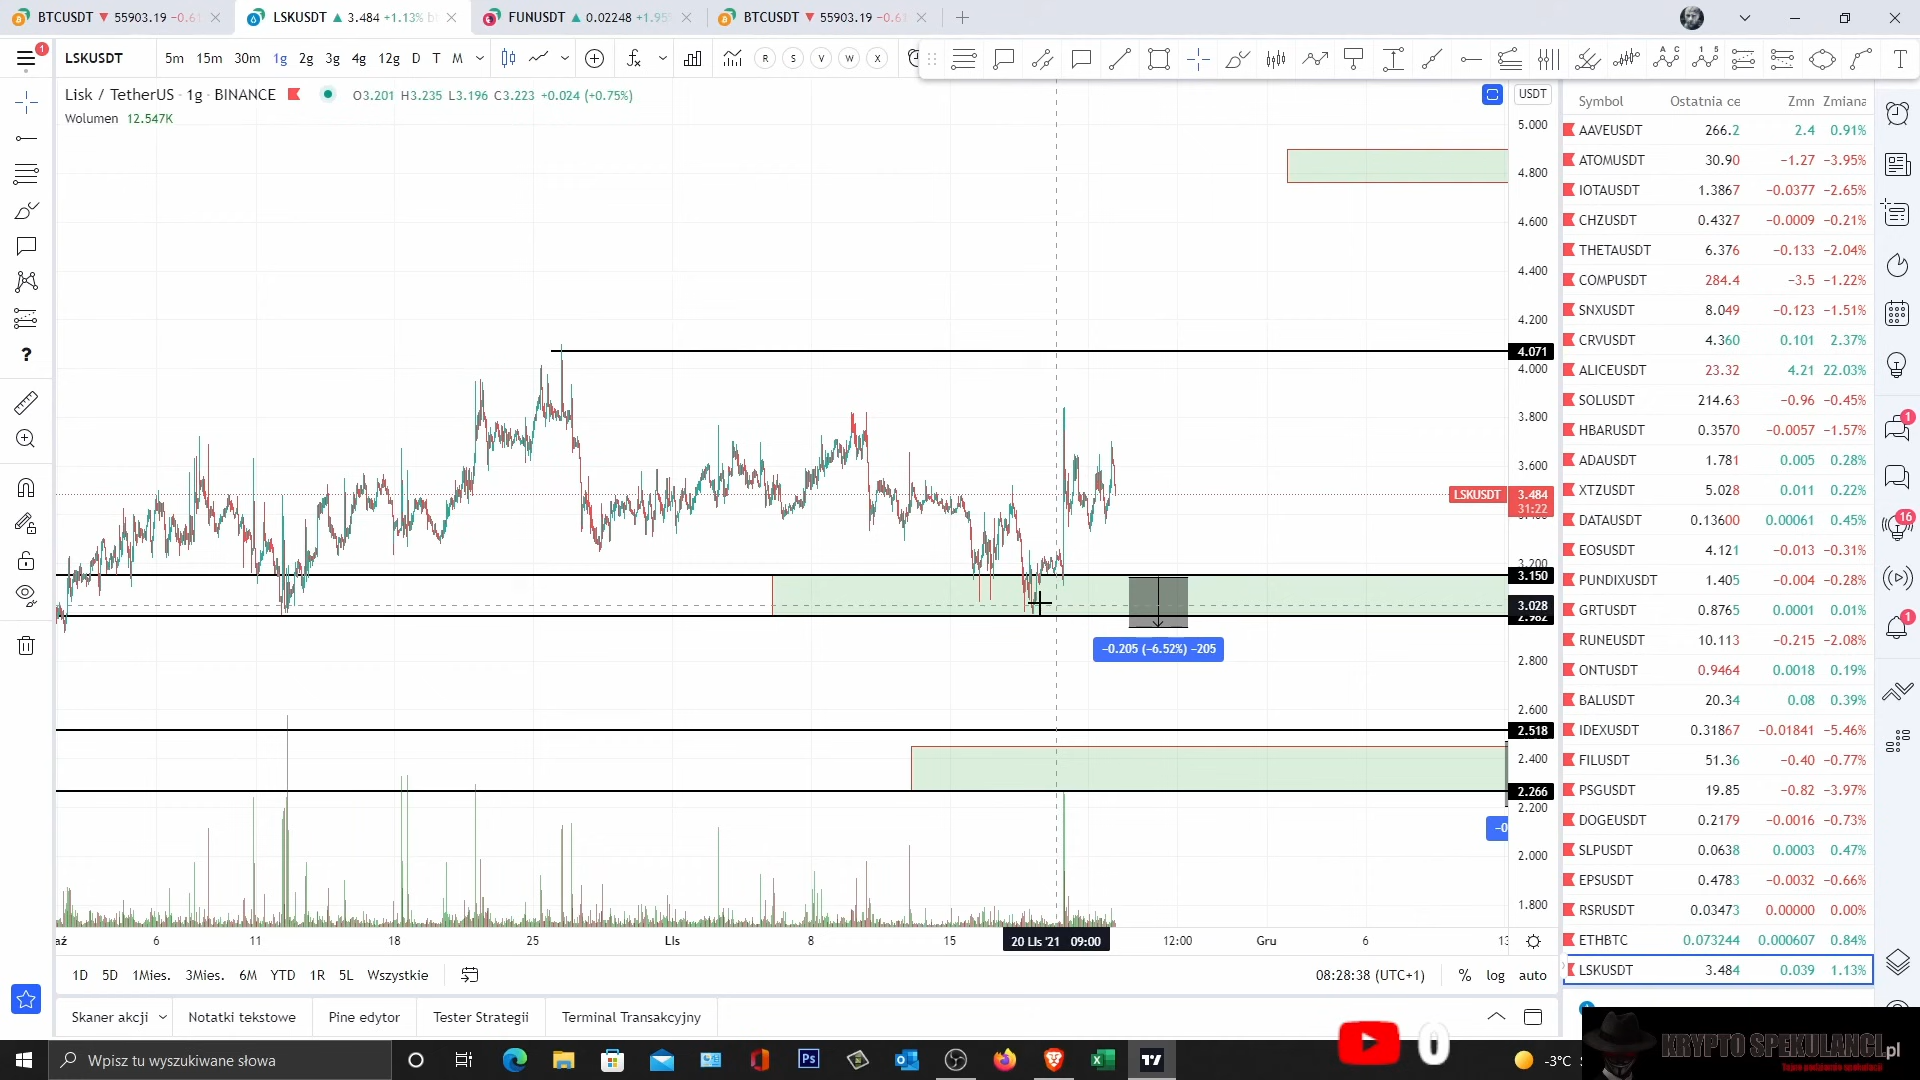 BTCUSDT ▼ 55903.19 −0.61
LSKUSDT ▲ 3.484 +1.13%
FUNUSDT ▲ 0.02248 +1.95
BTCUSDT ▼ 55903.19 −0.61
1
LSKUSDT 5m 15m 30m 1g 2g 3g 4g 12g D T M R S V W X
Lisk / TetherUS · 1g · BINANCE O3.201 H3.235 L3.196 C3.223 +0.024 (+0.75%)
Wolumen 12.547K
USDT
5.000
4.800
4.600
4.400
4.200
4.071
4.000
3.800
3.600
LSKUSDT 3.484
31:22
3.200
3.150
3.028
2.982
−0.205 (−6.52%) −205
2.800
2.600
2.518
2.400
2.266
2.200
2.000
1.800
aź 6 11 18 25 Lis 8 15 20 Lis '21 09:00 12:00 Gru 6 13
1D 5D 1Mies. 3Mies. 6M YTD 1R 5L Wszystkie
08:28:38 (UTC+1) % log auto
Skaner akcji Notatki tekstowe Pine edytor Tester Strategii Terminal Transakcyjny
Symbol Ostatnia ce Zmn Zmiana
AAVEUSDT 266.2 2.4 0.91%
ATOMUSDT 30.90 −1.27 −3.95%
IOTAUSDT 1.3867 −0.0377 −2.65%
CHZUSDT 0.4327 −0.0009 −0.21%
THETAUSDT 6.376 −0.133 −2.04%
COMPUSDT 284.4 −3.5 −1.22%
SNXUSDT 8.049 −0.123 −1.51%
CRVUSDT 4.360 0.101 2.37%
ALICEUSDT 23.32 4.21 22.03%
SOLUSDT 214.63 −0.96 −0.45%
HBARUSDT 0.3570 −0.0057 −1.57%
ADAUSDT 1.781 0.005 0.28%
XTZUSDT 5.028 0.011 0.22%
DATAUSDT 0.13600 0.00061 0.45%
EOSUSDT 4.121 −0.013 −0.31%
PUNDIXUSDT 1.405 −0.004 −0.28%
GRTUSDT 0.8765 0.0001 0.01%
RUNEUSDT 10.113 −0.215 −2.08%
ONTUSDT 0.9464 0.0018 0.19%
BALUSDT 20.34 0.08 0.39%
IDEXUSDT 0.31867 −0.01841 −5.46%
FILUSDT 51.36 −0.40 −0.77%
PSGUSDT 19.85 −0.82 −3.97%
DOGEUSDT 0.2179 −0.0016 −0.73%
SLPUSDT 0.0638 0.0003 0.47%
EPSUSDT 0.4783 −0.0032 −0.66%
RSRUSDT 0.03473 0.00000 0.00%
ETHBTC 0.073244 0.000607 0.84%
LSKUSDT 3.484 0.039 1.13%
1
16
1
0
KRYPTO SPEKULANCI.pl
Wpisz tu wyszukiwane słowa
-3°C